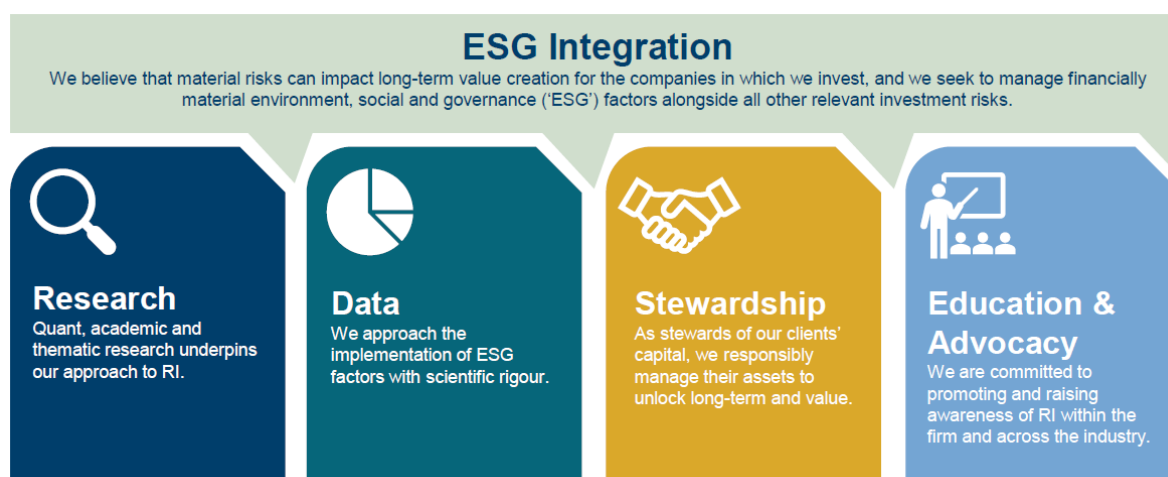 ESG Integration
We believe that material risks can impact long-term value creation for the companies in which we invest, and we seek to manage financially
material environment, social and governance (‘ESG’) factors alongside all other relevant investment risks.
Research
Quant, academic and
thematic research underpins
our approach to RI.
Data
We approach the
implementation of ESG
factors with scientific rigour.
Stewardship
As stewards of our clients’
capital, we responsibly
manage their assets to
unlock long-term and value.
Education &
Advocacy
We are committed to
promoting and raising
awareness of RI within the
firm and across the industry.